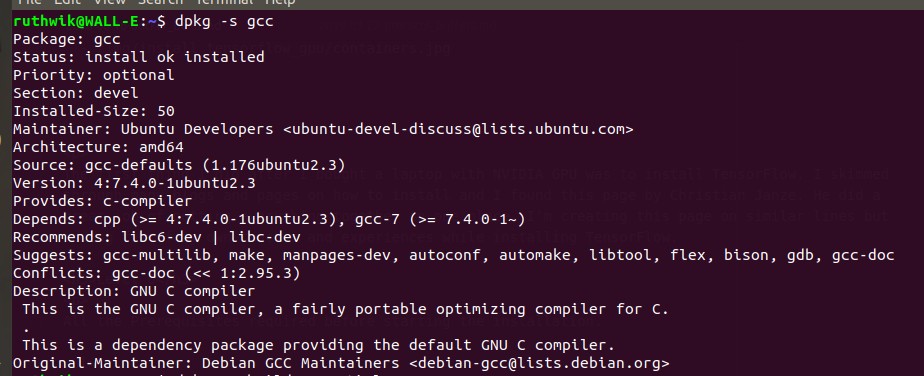 Terminal Help
ruthwik@WALL-E:~$ dpkg -s gcc
Package: gcc
Status: install ok installed
Priority: optional
Section: devel
Installed-Size: 50
Maintainer: Ubuntu Developers <ubuntu-devel-discuss@lists.ubuntu.com>
Architecture: amd64
Source: gcc-defaults (1.176ubuntu2.3)
Version: 4:7.4.0-1ubuntu2.3
Provides: c-compiler
Depends: cpp (>= 4:7.4.0-1ubuntu2.3), gcc-7 (>= 7.4.0-1~)
Recommends: libc6-dev | libc-dev
Suggests: gcc-multilib, make, manpages-dev, autoconf, automake, libtool, flex, bison, gdb, gcc-doc
Conflicts: gcc-doc (<< 1:2.95.3)
Description: GNU C compiler
 This is the GNU C compiler, a fairly portable optimizing compiler for C.
 .
 This is a dependency package providing the default GNU C compiler.
Original-Maintainer: Debian GCC Maintainers <debian-gcc@lists.debian.org>